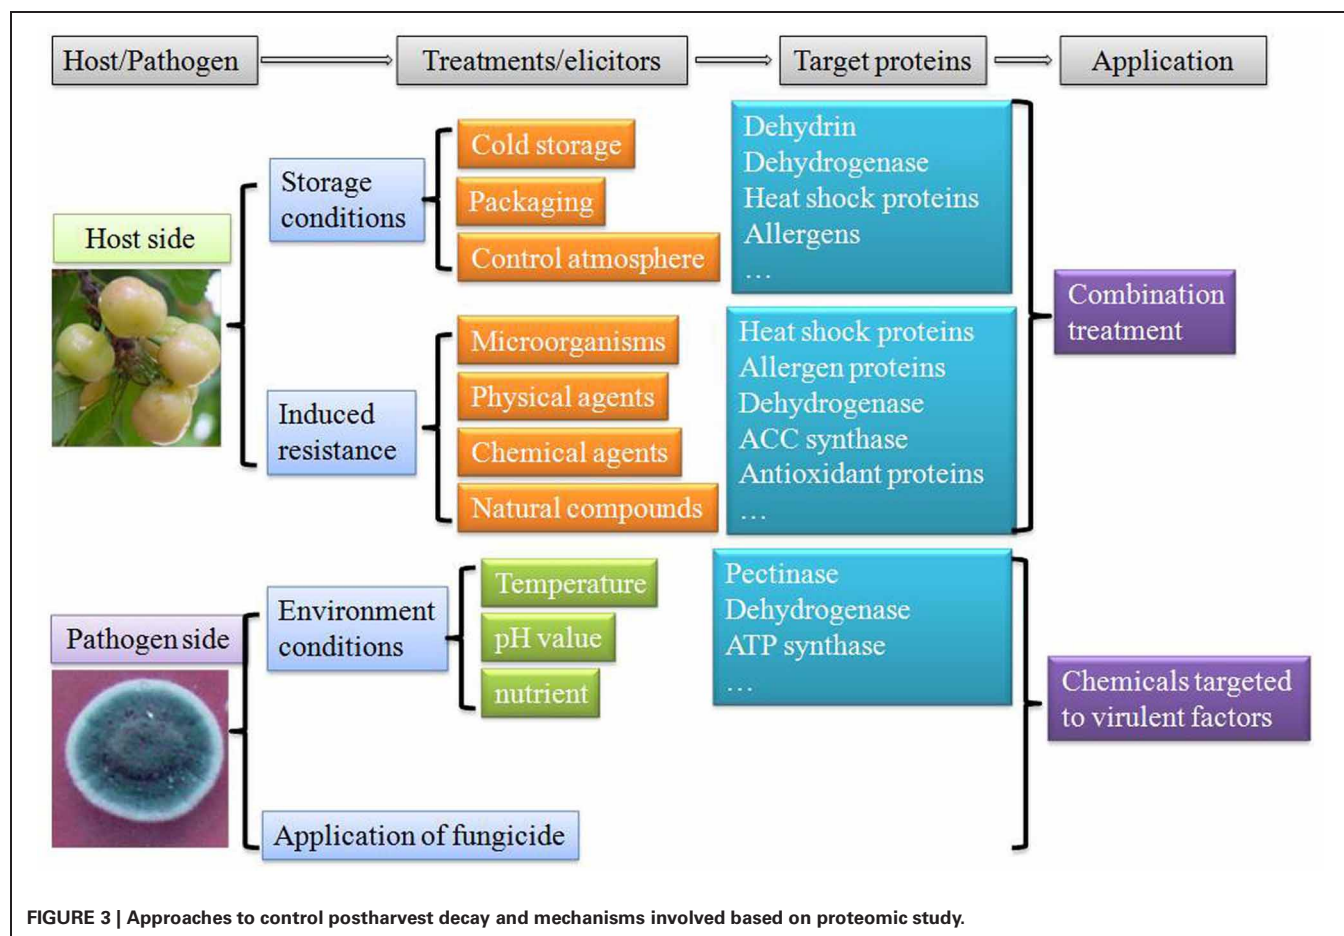 Host/Pathogen
Treatments/elicitors
Target proteins
Application
Host side
Storage
conditions
Cold storage
Packaging
Control atmosphere
Dehydrin
Dehydrogenase
Heat shock proteins
Allergens
...
Induced
resistance
Microorganisms
Physical agents
Chemical agents
Natural compounds
Heat shock proteins
Allergen proteins
Dehydrogenase
ACC synthase
Antioxidant proteins
...
Combination
treatment
Pathogen side
Environment
conditions
Temperature
pH value
nutrient
Pectinase
Dehydrogenase
ATP synthase
...
Application of fungicide
Chemicals targeted
to virulent factors
FIGURE 3 | Approaches to control postharvest decay and mechanisms involved based on proteomic study.